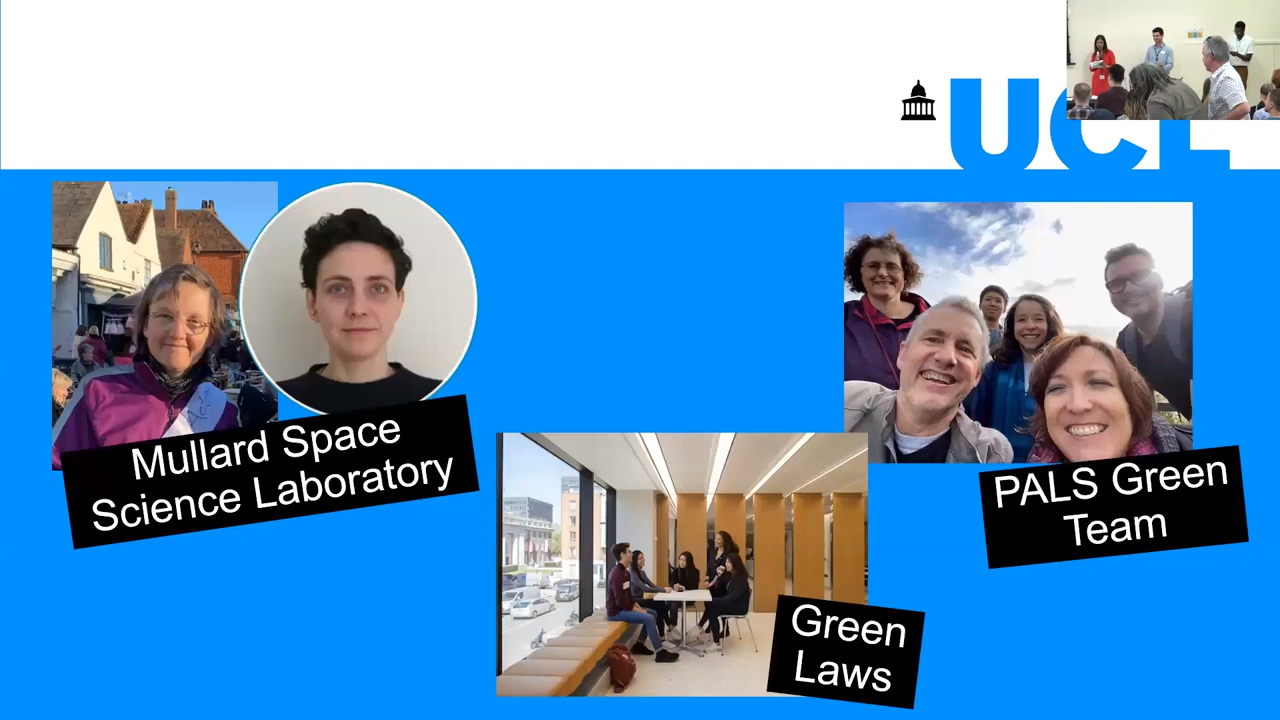 UCL
Mullard Space
Science Laboratory
PALS Green
Team
Green
Laws